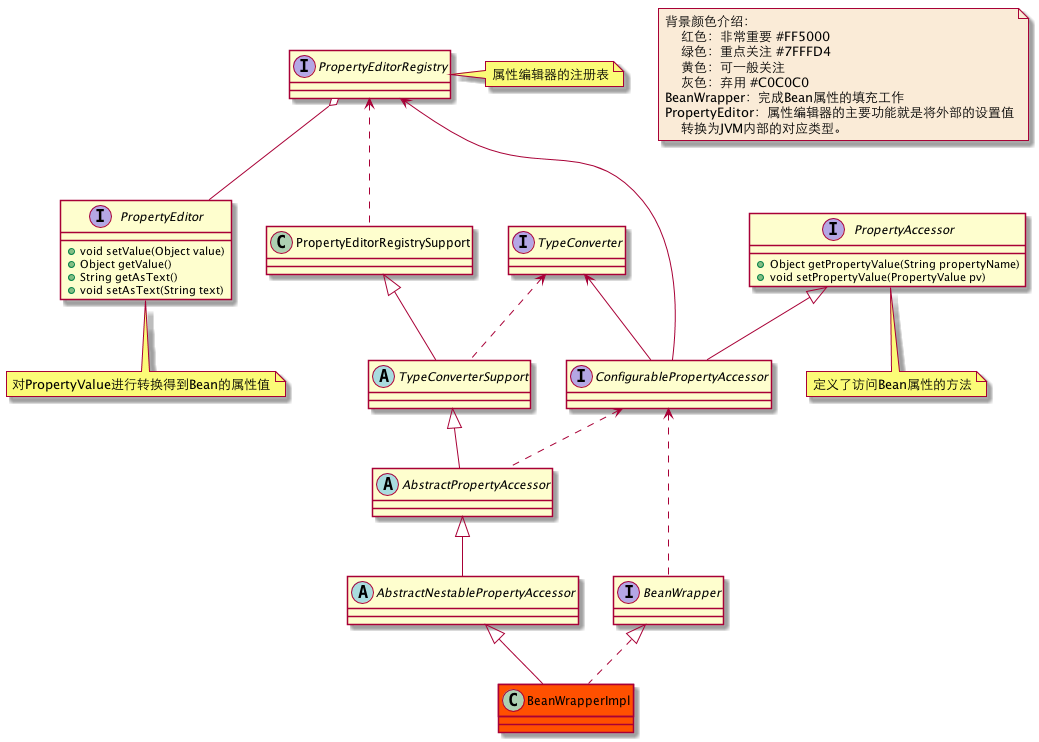 背景颜色介绍：
红色：非常重要 #FF5000
绿色：重点关注 #7FFFD4
黄色：可一般关注
灰色：弃用 #C0C0C0
BeanWrapper：完成Bean属性的填充工作
PropertyEditor：属性编辑器的主要功能就是将外部的设置值
转换为JVM内部的对应类型。
I PropertyEditorRegistry
属性编辑器的注册表
I PropertyEditor
void setValue(Object value)
Object getValue()
String getAsText()
void setAsText(String text)
C PropertyEditorRegistrySupport
I TypeConverter
I PropertyAccessor
Object getPropertyValue(String propertyName)
void setPropertyValue(PropertyValue pv)
对PropertyValue进行转换得到Bean的属性值
A TypeConverterSupport
I ConfigurablePropertyAccessor
定义了访问Bean属性的方法
A AbstractPropertyAccessor
A AbstractNestablePropertyAccessor
I BeanWrapper
C BeanWrapperImpl